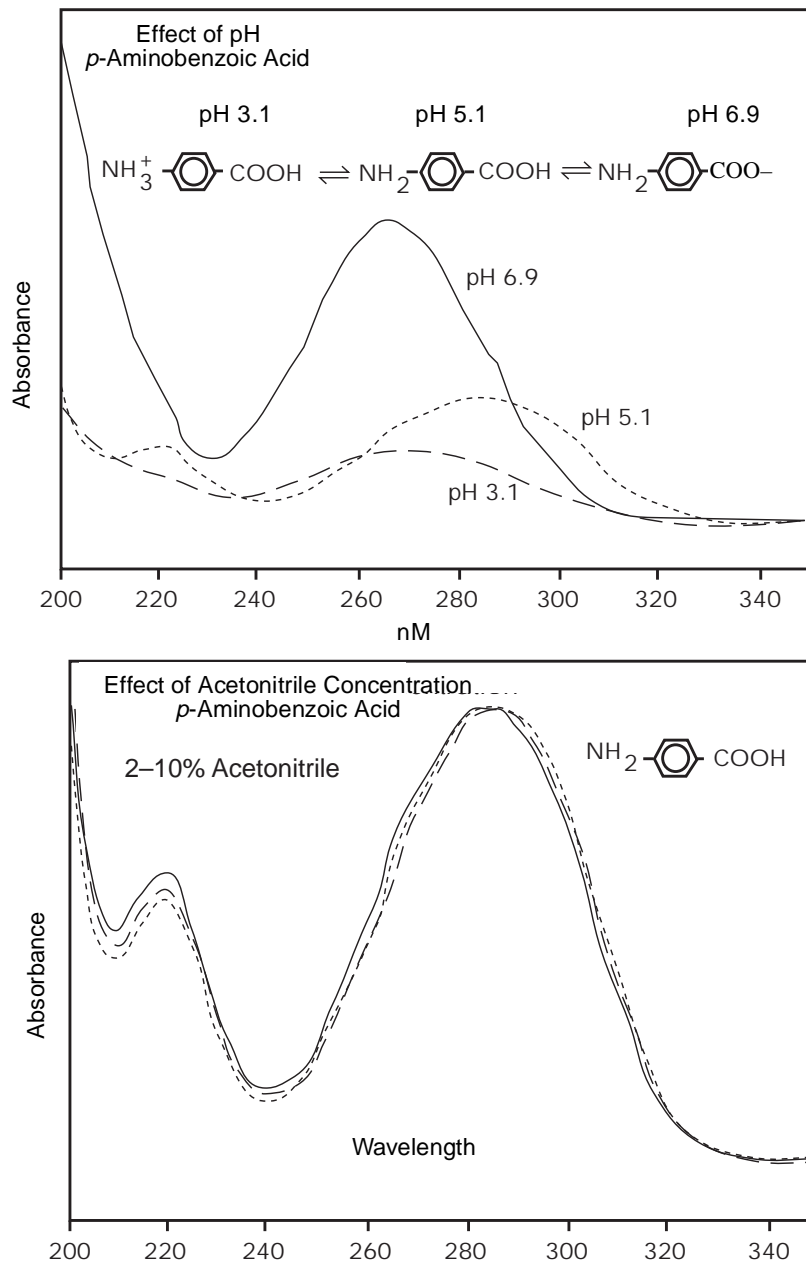 Effect of pH
p-Aminobenzoic Acid
pH 3.1 pH 5.1 pH 6.9
NH3+ COOH ⇌ NH2 COOH ⇌ NH2 COO–
pH 6.9
pH 5.1
pH 3.1
Absorbance
200 220 240 260 280 300 320 340
nM
Effect of Acetonitrile Concentration
p-Aminobenzoic Acid
2–10% Acetonitrile
NH2 COOH
Absorbance
Wavelength
200 220 240 260 280 300 320 340